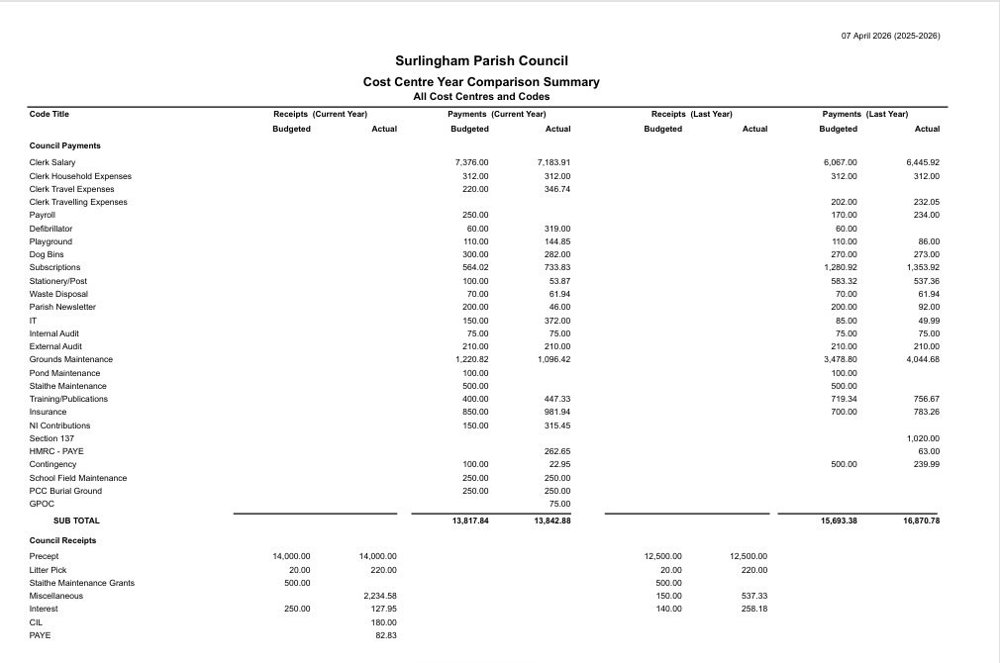 07 April 2026 (2025-2026)
Surlingham Parish Council
Cost Centre Year Comparison Summary
All Cost Centres and Codes
Code Title Receipts (Current Year) Payments (Current Year) Receipts (Last Year) Payments (Last Year)
Budgeted Actual Budgeted Actual Budgeted Actual Budgeted Actual
Council Payments
Clerk Salary 7,376.00 7,183.91 6,067.00 6,445.92
Clerk Household Expenses 312.00 312.00 312.00 312.00
Clerk Travel Expenses 220.00 346.74
Clerk Travelling Expenses 202.00 232.05
Payroll 250.00 170.00 234.00
Defibrillator 60.00 319.00 60.00
Playground 110.00 144.85 110.00 86.00
Dog Bins 300.00 282.00 270.00 273.00
Subscriptions 564.02 733.83 1,280.92 1,353.92
Stationery/Post 100.00 53.87 583.32 537.36
Waste Disposal 70.00 61.94 70.00 61.94
Parish Newsletter 200.00 46.00 200.00 92.00
IT 150.00 372.00 85.00 49.99
Internal Audit 75.00 75.00 75.00 75.00
External Audit 210.00 210.00 210.00 210.00
Grounds Maintenance 1,220.82 1,096.42 3,478.80 4,044.68
Pond Maintenance 100.00 100.00
Staithe Maintenance 500.00 500.00
Training/Publications 400.00 447.33 719.34 756.67
Insurance 850.00 981.94 700.00 783.26
NI Contributions 150.00 315.45
Section 137 1,020.00
HMRC - PAYE 262.65 63.00
Contingency 100.00 22.95 500.00 239.99
School Field Maintenance 250.00 250.00
PCC Burial Ground 250.00 250.00
GPOC 75.00
SUB TOTAL 13,817.84 13,842.88 15,693.38 16,870.78
Council Receipts
Precept 14,000.00 14,000.00 12,500.00 12,500.00
Litter Pick 20.00 220.00 20.00 220.00
Staithe Maintenance Grants 500.00 500.00
Miscellaneous 2,234.58 150.00 537.33
Interest 250.00 127.95 140.00 258.18
CIL 180.00
PAYE 82.83